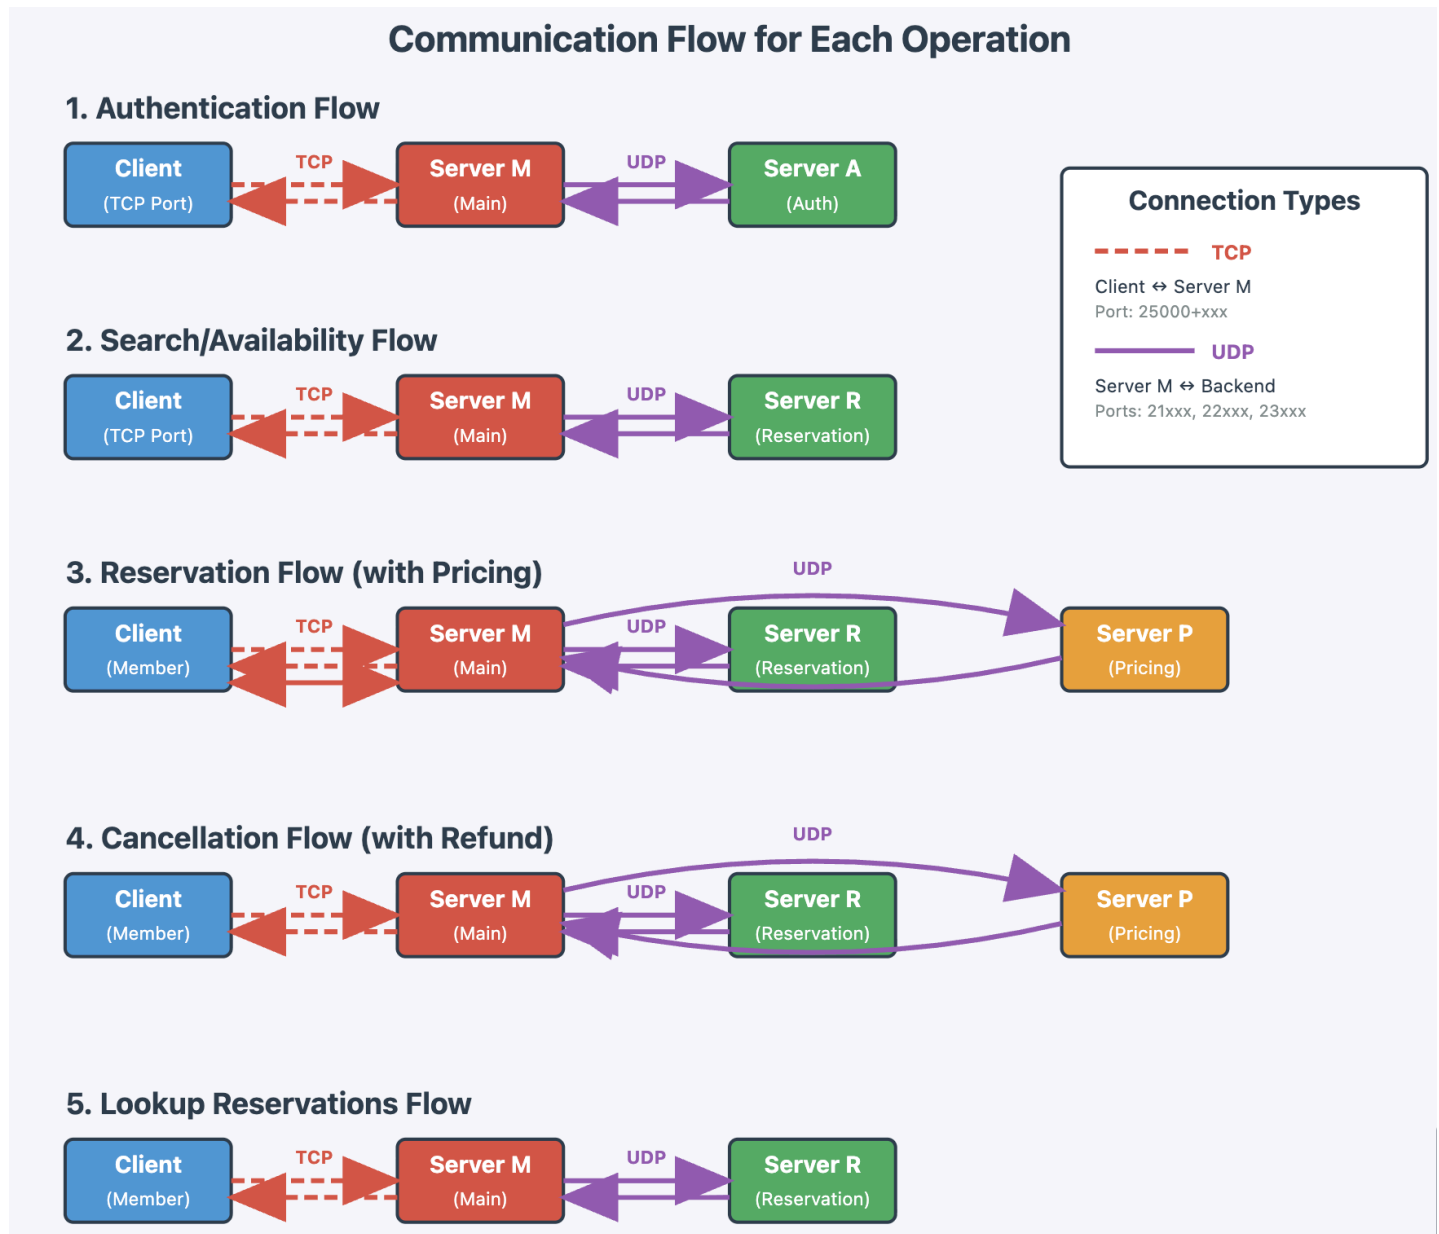 Communication Flow for Each Operation
1. Authentication Flow
Client
(TCP Port)
TCP
Server M
(Main)
UDP
Server A
(Auth)
Connection Types
TCP
Client ↔ Server M
Port: 25000+xxx
UDP
Server M ↔ Backend
Ports: 21xxx, 22xxx, 23xxx
2. Search/Availability Flow
Client
(TCP Port)
TCP
Server M
(Main)
UDP
Server R
(Reservation)
3. Reservation Flow (with Pricing)
Client
(Member)
TCP
Server M
(Main)
UDP
Server R
(Reservation)
UDP
Server P
(Pricing)
4. Cancellation Flow (with Refund)
Client
(Member)
TCP
Server M
(Main)
UDP
Server R
(Reservation)
UDP
Server P
(Pricing)
5. Lookup Reservations Flow
Client
(Member)
TCP
Server M
(Main)
UDP
Server R
(Reservation)